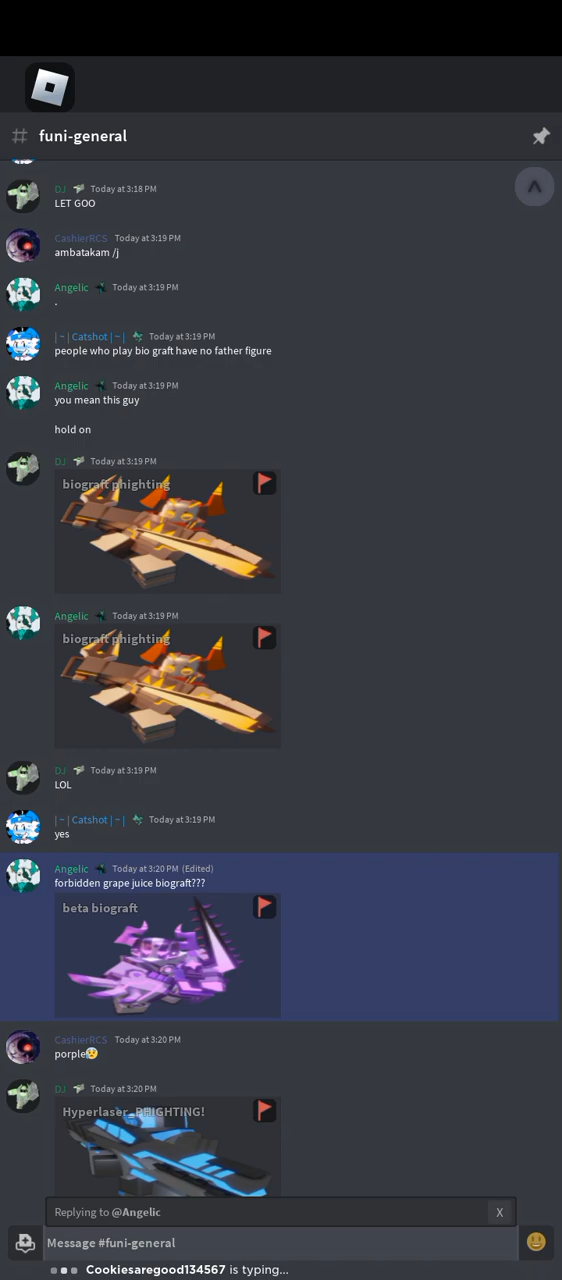 # funi-general
DJ Today at 3:18 PM
LET GOO
CashierRCS Today at 3:19 PM
ambatakam /j
Angelic Today at 3:19 PM
.
| ~ | Catshot | ~ | Today at 3:19 PM
people who play bio graft have no father figure
Angelic Today at 3:19 PM
you mean this guy
hold on
DJ Today at 3:19 PM
biograft phighting
Angelic Today at 3:19 PM
biograft phighting
DJ Today at 3:19 PM
LOL
| ~ | Catshot | ~ | Today at 3:19 PM
yes
Angelic Today at 3:20 PM (Edited)
forbidden grape juice biograft???
beta biograft
CashierRCS Today at 3:20 PM
porple😰
DJ Today at 3:20 PM
Hyperlaser_PHIGHTING!
Replying to @Angelic X
Message #funi-general
Cookiesaregood134567 is typing...